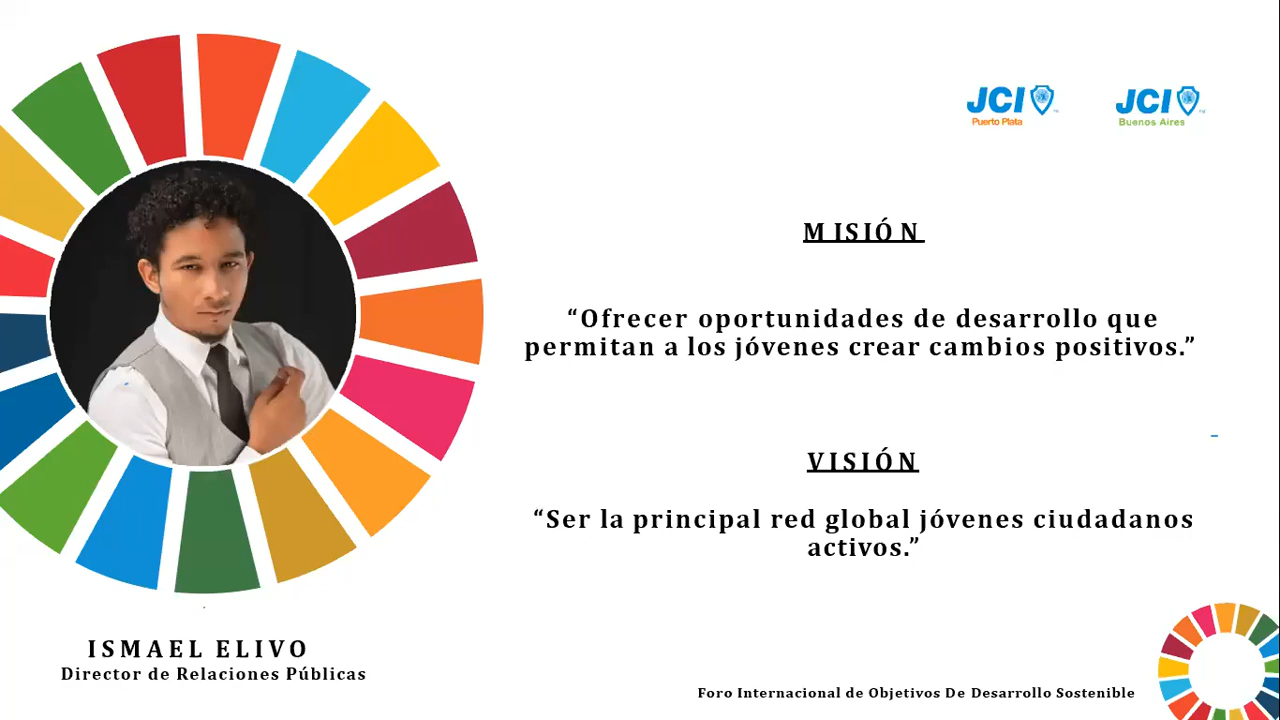 JCI
Puerto Plata
JCI
Buenos Aires
MISIÓN
“Ofrecer oportunidades de desarrollo que
permitan a los jóvenes crear cambios positivos.”
VISIÓN
“Ser la principal red global jóvenes ciudadanos
activos.”
ISMAEL ELIVO
Director de Relaciones Públicas
Foro Internacional de Objetivos De Desarrollo Sostenible